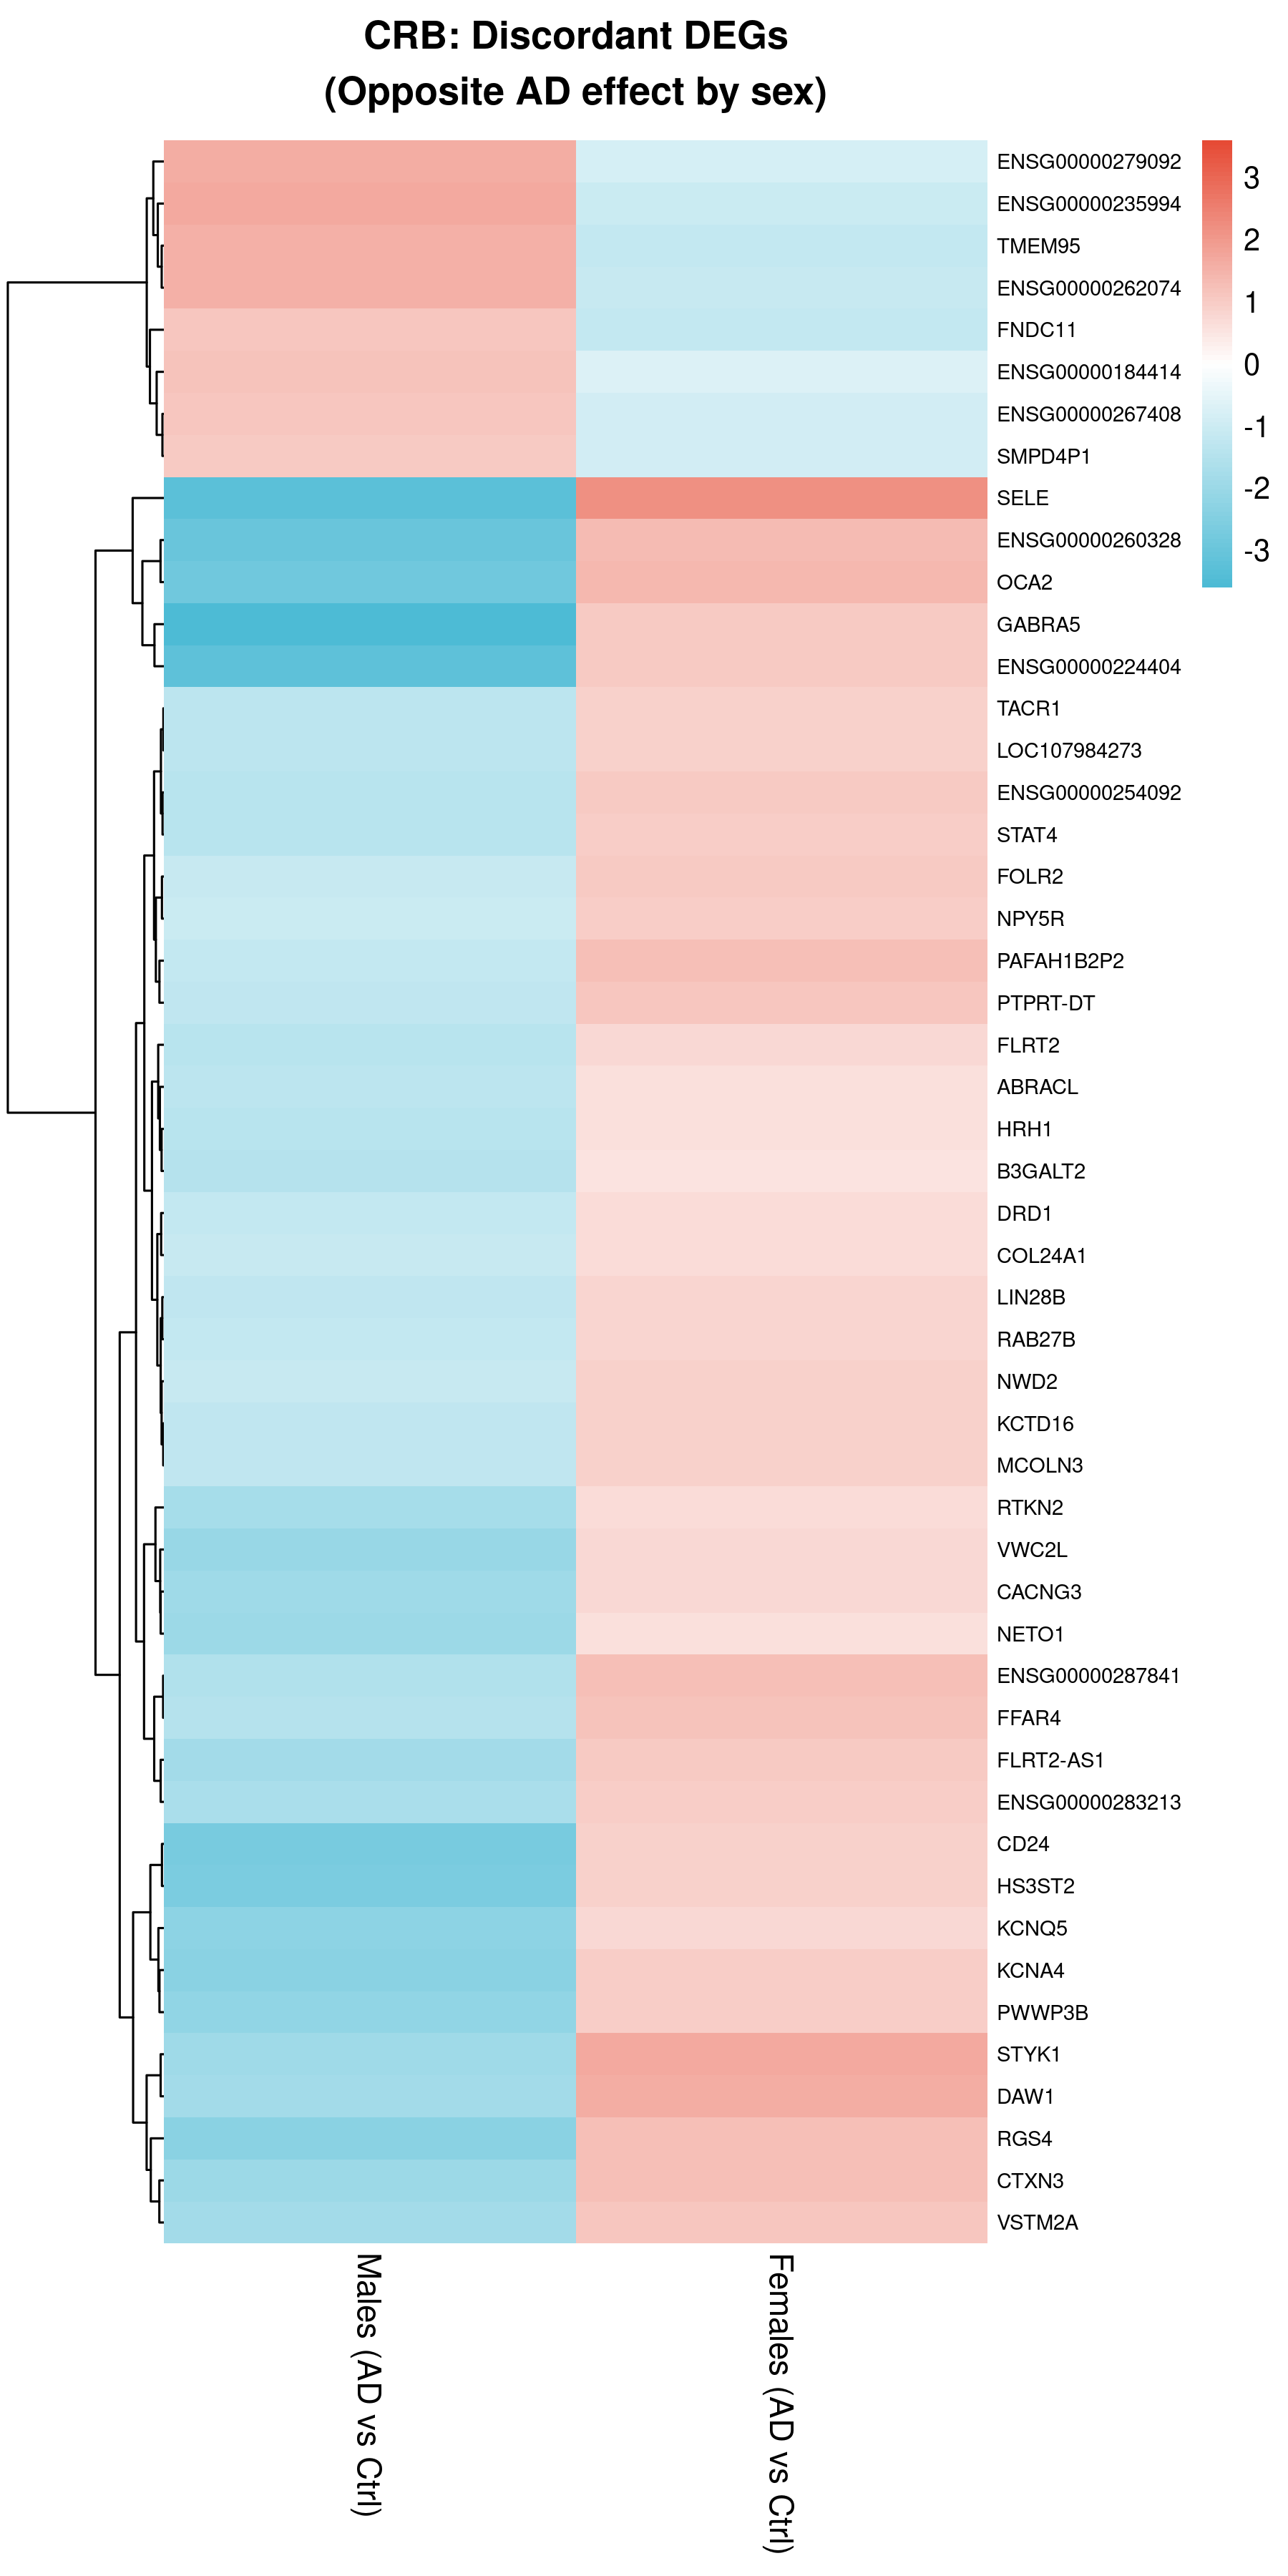 CRB: Discordant DEGs
(Opposite AD effect by sex)
ENSG00000279092
ENSG00000235994
TMEM95
ENSG00000262074
FNDC11
ENSG00000184414
ENSG00000267408
SMPD4P1
SELE
ENSG00000260328
OCA2
GABRA5
ENSG00000224404
TACR1
LOC107984273
ENSG00000254092
STAT4
FOLR2
NPY5R
PAFAH1B2P2
PTPRT-DT
FLRT2
ABRACL
HRH1
B3GALT2
DRD1
COL24A1
LIN28B
RAB27B
NWD2
KCTD16
MCOLN3
RTKN2
VWC2L
CACNG3
NETO1
ENSG00000287841
FFAR4
FLRT2-AS1
ENSG00000283213
CD24
HS3ST2
KCNQ5
KCNA4
PWWP3B
STYK1
DAW1
RGS4
CTXN3
VSTM2A
3
2
1
0
-1
-2
-3
Males (AD vs Ctrl)
Females (AD vs Ctrl)